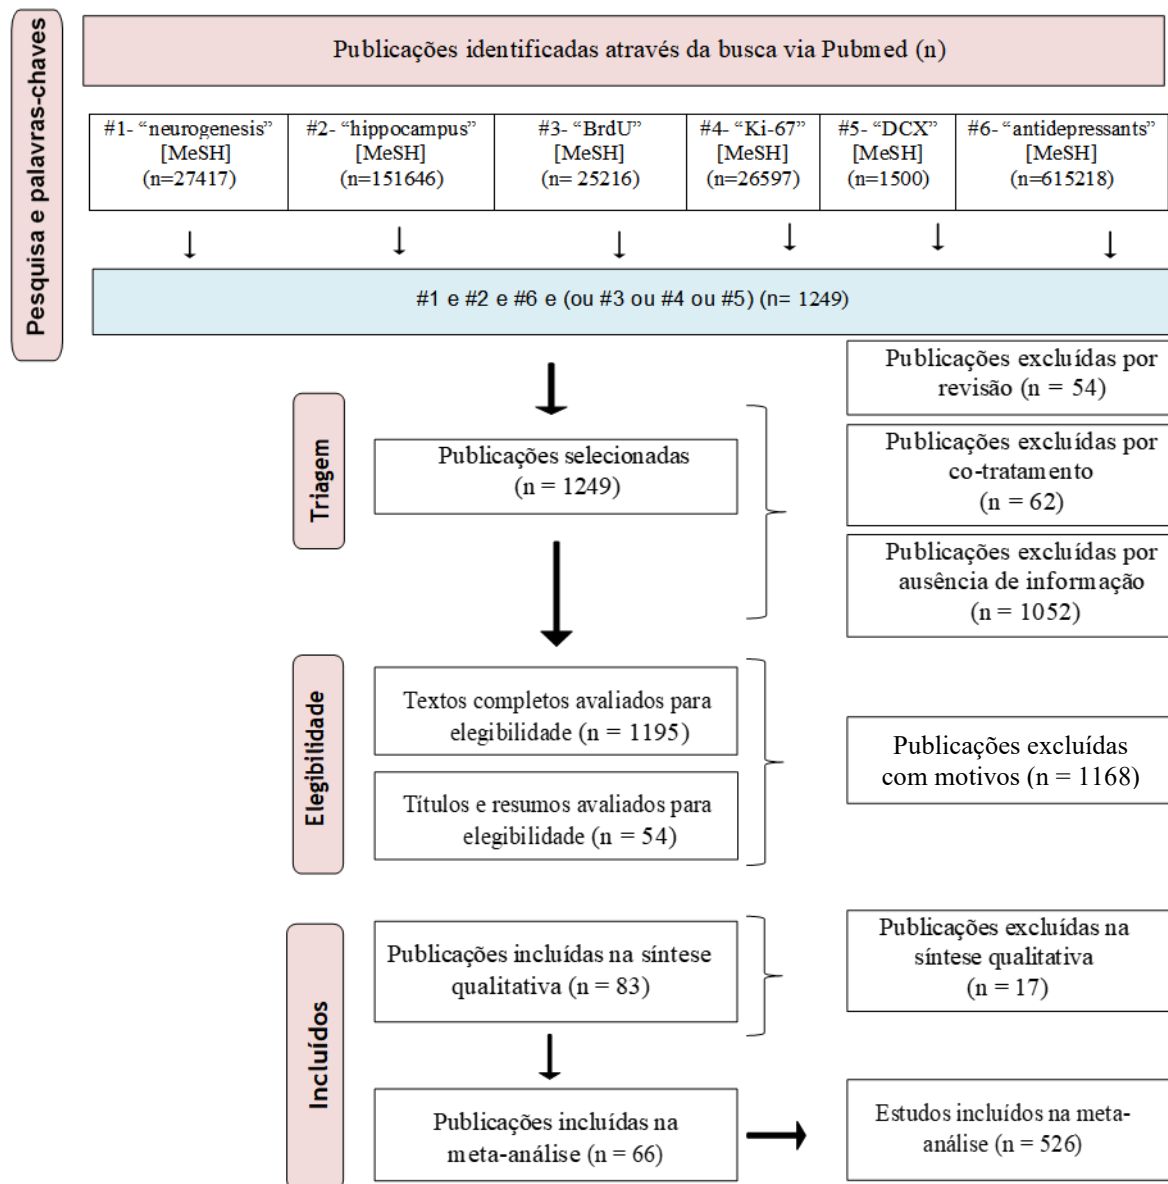 Pesquisa e palavras-chaves
Publicações identificadas através da busca via Pubmed (n)
#1- “neurogenesis”
[MeSH]
(n=27417)
#2- “hippocampus”
[MeSH]
(n=151646)
#3- “BrdU”
[MeSH]
(n= 25216)
#4- “Ki-67”
[MeSH]
(n=26597)
#5- “DCX”
[MeSH]
(n=1500)
#6- “antidepressants”
[MeSH]
(n=615218)
#1 e #2 e #6 e (ou #3 ou #4 ou #5) (n= 1249)
Triagem
Publicações selecionadas
(n = 1249)
Publicações excluídas por
revisão (n = 54)
Publicações excluídas por
co-tratamento
(n = 62)
Publicações excluídas por
ausência de informação
(n = 1052)
Elegibilidade
Textos completos avaliados para
elegibilidade (n = 1195)
Títulos e resumos avaliados para
elegibilidade (n = 54)
Publicações excluídas
com motivos (n = 1168)
Incluídos
Publicações incluídas na síntese
qualitativa (n = 83)
Publicações excluídas na
síntese qualitativa
(n = 17)
Publicações incluídas na
meta-análise (n = 66)
Estudos incluídos na meta-
análise (n = 526)